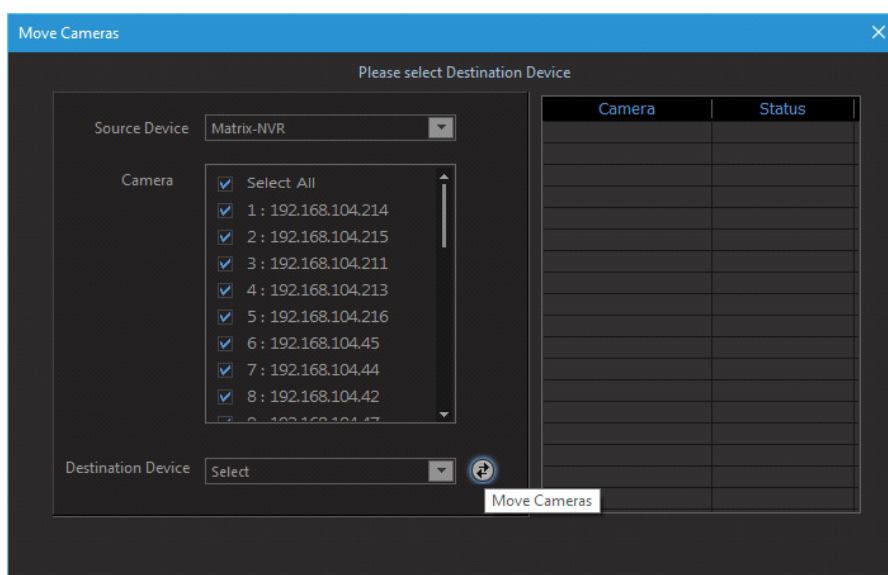 Move Cameras
Please select Destination Device
Source Device Matrix-NVR
Camera
Select All
1 : 192.168.104.214
2 : 192.168.104.215
3 : 192.168.104.211
4 : 192.168.104.213
5 : 192.168.104.216
6 : 192.168.104.45
7 : 192.168.104.44
8 : 192.168.104.42
Destination Device Select
Move Cameras
Camera Status